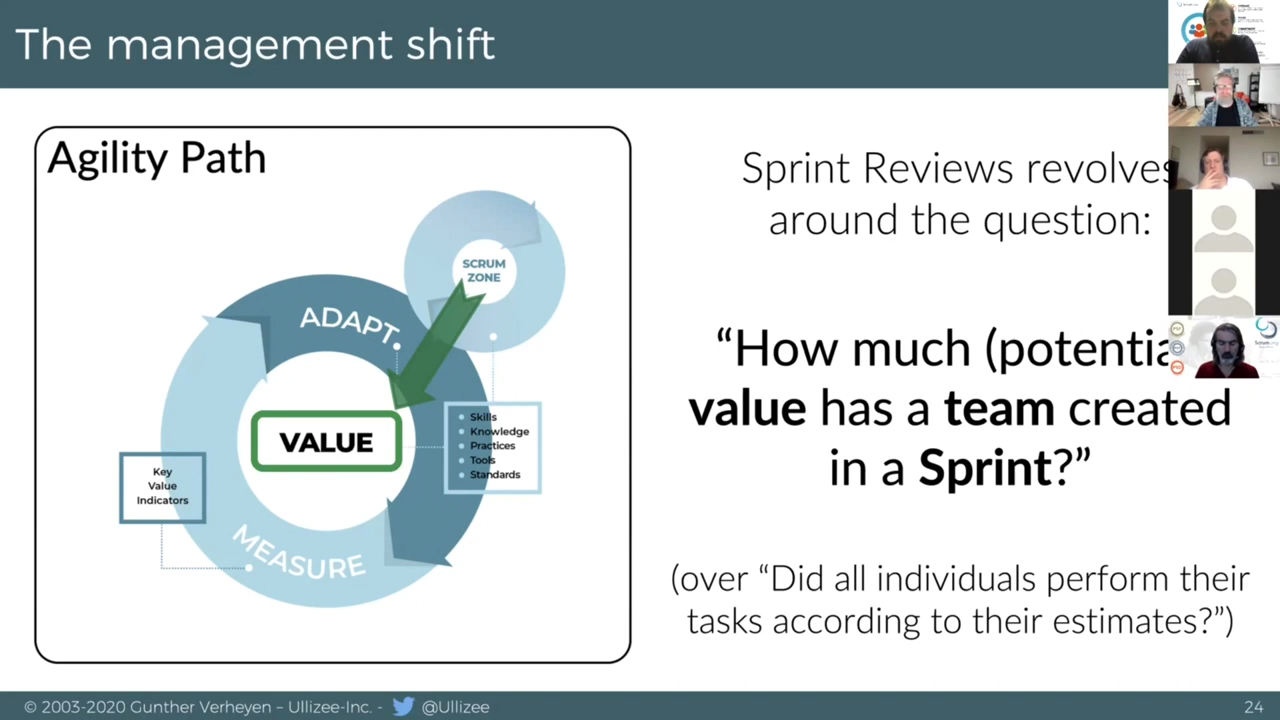 The management shift
Agility Path
SCRUM
ZONE
ADAPT
VALUE
Skills
Knowledge
Practices
Tools
Standards
Key
Value
Indicators
MEASURE
Sprint Reviews revolves
around the question:
“How much (potentia
value has a team created
in a Sprint?”
(over “Did all individuals perform their
tasks according to their estimates?”)
© 2003-2020 Gunther Verheyen – Ullizee-Inc. - @Ullizee
24